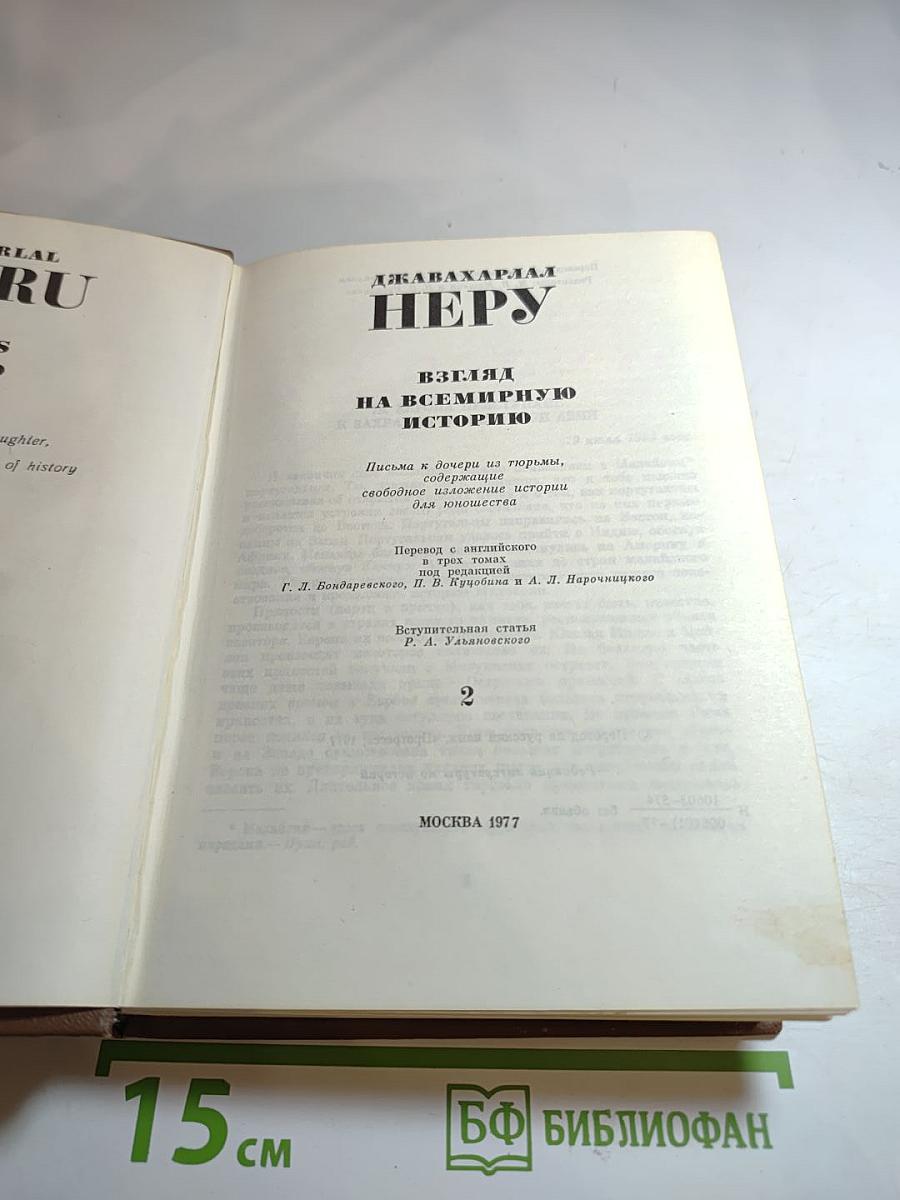 RLAL
RU
S
ughter,
of history
ДЖАВАХАРЛАЛ
НЕРУ
ВЗГЛЯД
НА ВСЕМИРНУЮ
ИСТОРИЮ
Письма к дочери из тюрьмы,
содержащие
свободное изложение истории
для юношества
Перевод с английского
в трех томах
под редакцией
Г. Л. Бондаревского, П. В. Куцобина и А. Л. Нарочницкого
Вступительная статья
Р. А. Ульяновского
2
МОСКВА 1977
15 см
БФ БИБЛИОФАН